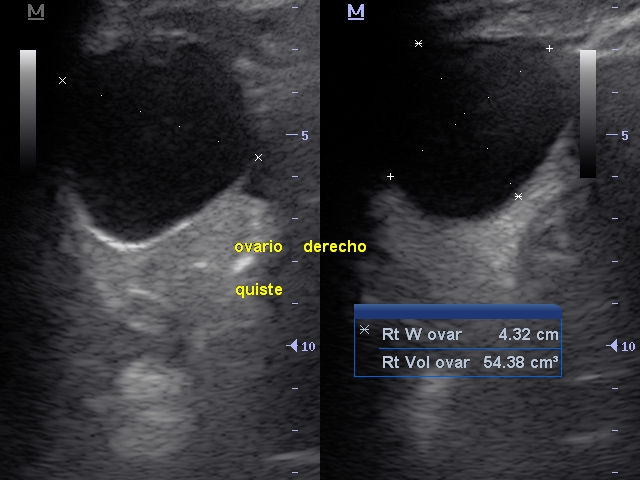 M
M
5
5
ovario derecho
quiste
Rt W ovar 4.32 cm
Rt Vol ovar 54.38 cm³
10
10